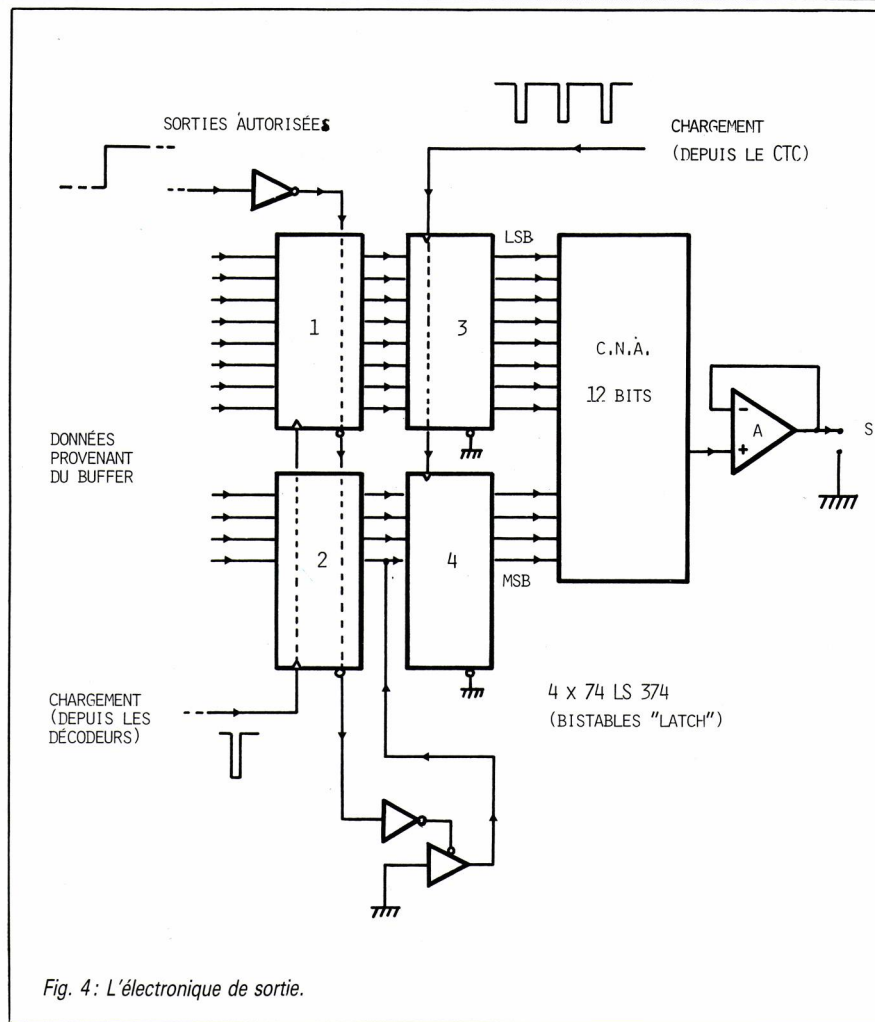 SORTIES AUTORISÉES
CHARGEMENT
(DEPUIS LE CTC)
LSB
1
3
C.N.A.
12 BITS
-
A
+
S
DONNÉES
PROVENANT
DU BUFFER
2
4
MSB
CHARGEMENT
(DEPUIS LES
DÉCODEURS)
4 x 74 LS 374
(BISTABLES "LATCH")
Fig. 4: L'électronique de sortie.